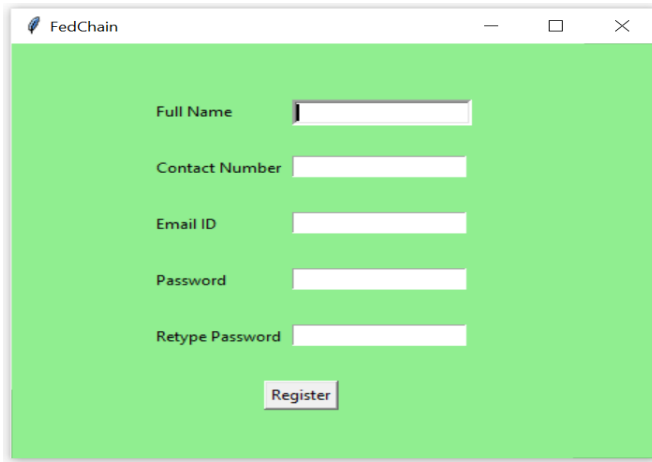 FedChain
Full Name
Contact Number
Email ID
Password
Retype Password
Register